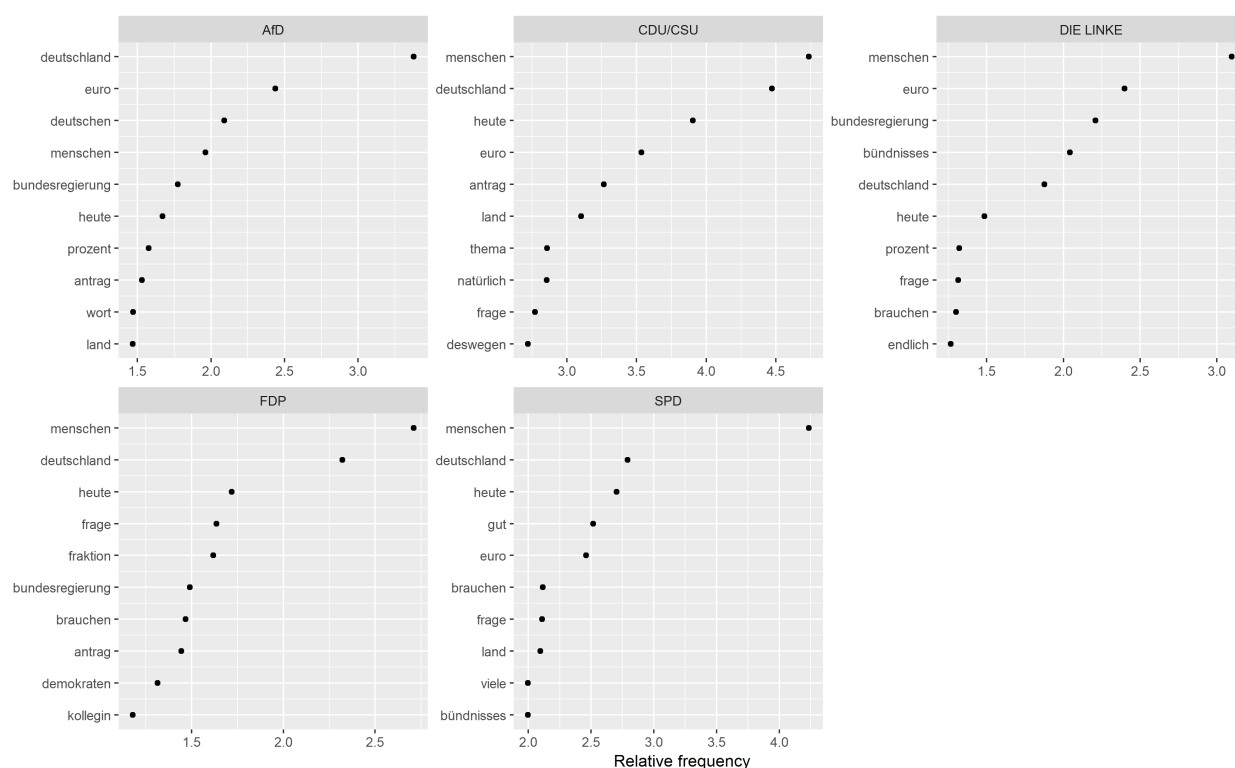 AfD
deutschland
euro
deutschen
menschen
bundesregierung
heute
prozent
antrag
wort
land
1.5 2.0 2.5 3.0
CDU/CSU
menschen
deutschland
heute
euro
antrag
land
thema
natürlich
frage
deswegen
3.0 3.5 4.0 4.5
DIE LINKE
menschen
euro
bundesregierung
bündnisses
deutschland
heute
prozent
frage
brauchen
endlich
1.5 2.0 2.5 3.0
FDP
menschen
deutschland
heute
frage
fraktion
bundesregierung
brauchen
antrag
demokraten
kollegin
1.5 2.0 2.5
SPD
menschen
deutschland
heute
gut
euro
brauchen
frage
land
viele
bündnisses
2.0 2.5 3.0 3.5 4.0
Relative frequency